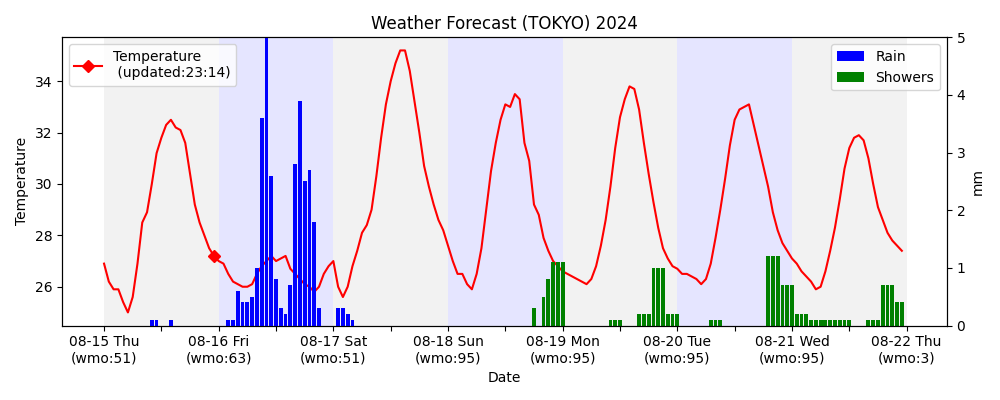 Weather Forecast (TOKYO) 2024
Temperature
(updated:23:14)
Rain
Showers
Temperature
34
32
30
28
26
5
4
3
2
1
0
mm
08-15 Thu
(wmo:51)
08-16 Fri
(wmo:63)
08-17 Sat
(wmo:51)
08-18 Sun
(wmo:95)
08-19 Mon
(wmo:95)
08-20 Tue
(wmo:95)
08-21 Wed
(wmo:95)
08-22 Thu
(wmo:3)
Date